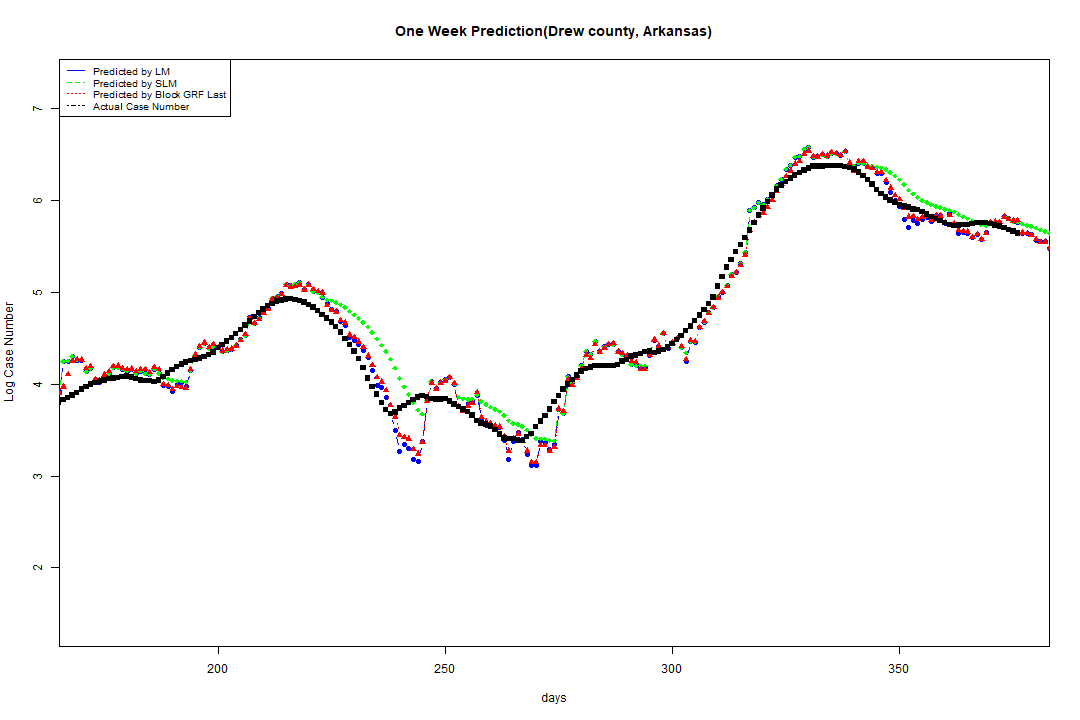 One Week Prediction(Drew county, Arkansas)
Predicted by LM
Predicted by SLM
Predicted by Block GRF Last
Actual Case Number
Log Case Number
7
6
5
4
3
2
200 250 300 350
days